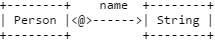 +--------+    name    +--------+
| Person |<@>------->| String |
+--------+            +--------+